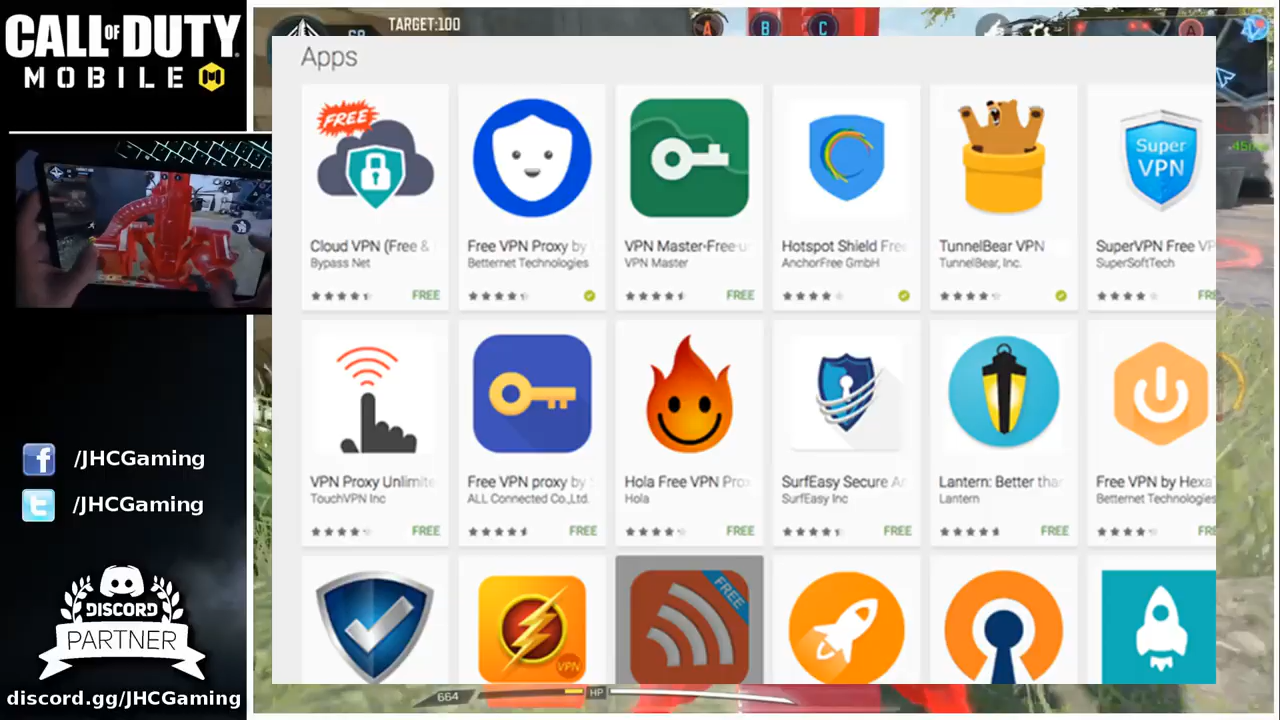 CALL OF DUTY
MOBILE
TARGET:100
A B C
A
Apps
FREE
Super
VPN
Cloud VPN (Free &
Bypass Net
FREE
Free VPN Proxy by
Betternet Technologies
VPN Master-Free-u
VPN Master
FREE
Hotspot Shield Free
AnchorFree GmbH
TunnelBear VPN
TunnelBear, Inc.
SuperVPN Free VP
SuperSoftTech
FR
VPN Proxy Unlimite
TouchVPN Inc
FREE
Free VPN proxy by
ALL Connected Co.,Ltd.
FREE
Hola Free VPN Prox
Hola
FREE
SurfEasy Secure An
SurfEasy Inc
FREE
Lantern: Better than
Lantern
FREE
Free VPN by Hexa
Betternet Technologies
FR
VPN
FREE
/JHCGaming
/JHCGaming
DISCORD
PARTNER
discord.gg/JHCGaming
664
HP